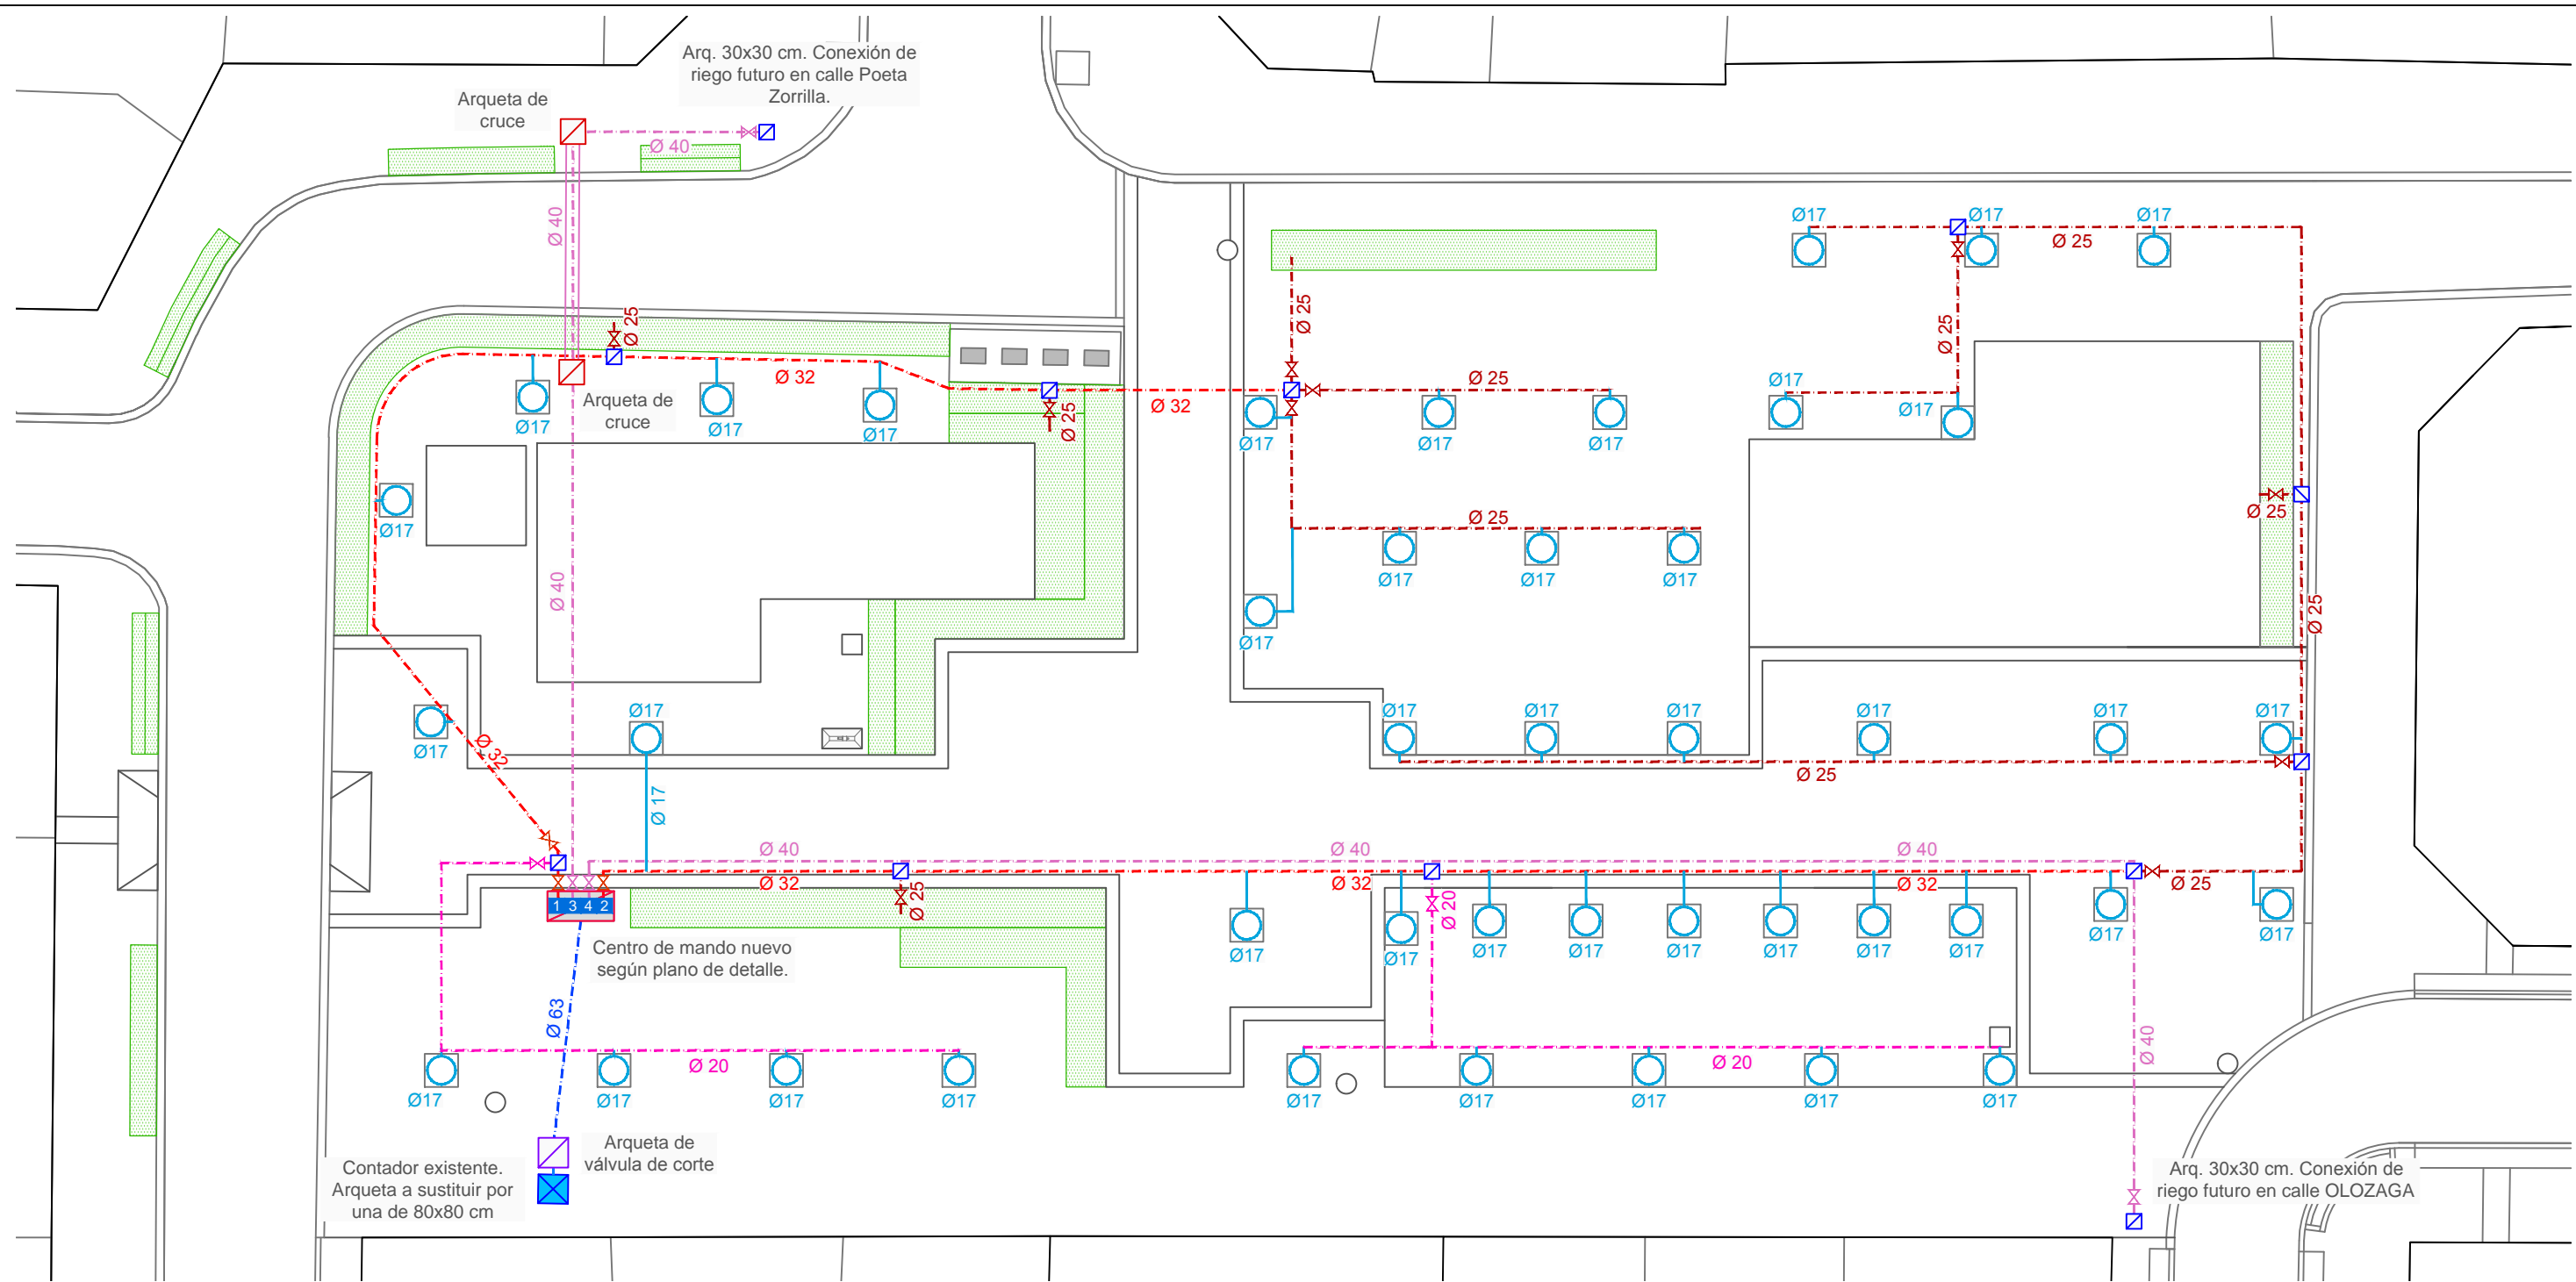 Arq. 30x30 cm. Conexión de
riego futuro en calle Poeta
Zorrilla.
Arqueta de
cruce
Ø 40
Ø 40
Ø17
Ø17
Ø17
Ø 25
Ø 25
Ø 25
Ø 25
Ø 32
Ø 25
Ø17
Arqueta de
cruce
Ø 32
Ø 25
Ø17
Ø17
Ø17
Ø17
Ø17
Ø17
Ø17
Ø 25
Ø 25
Ø 25
Ø17
Ø17
Ø17
Ø17
Ø 40
Ø 25
Ø17
Ø17
Ø17
Ø17
Ø17
Ø17
Ø17
Ø17
Ø17
Ø 32
Ø 25
Ø 17
Ø 40
Ø 40
Ø 40
Ø 32
Ø 32
Ø 32
Ø 25
Ø 25
1 3 4 2
Ø 20
Centro de mando nuevo
según plano de detalle.
Ø17
Ø17
Ø17
Ø17
Ø17
Ø17
Ø17
Ø17
Ø17
Ø17
Ø 63
Ø 40
Ø 20
Ø 20
Ø17
Ø17
Ø17
Ø17
Ø17
Ø17
Ø17
Ø17
Ø17
Arqueta de
válvula de corte
Contador existente.
Arqueta a sustituir por
una de 80x80 cm
Arq. 30x30 cm. Conexión de
riego futuro en calle OLOZAGA